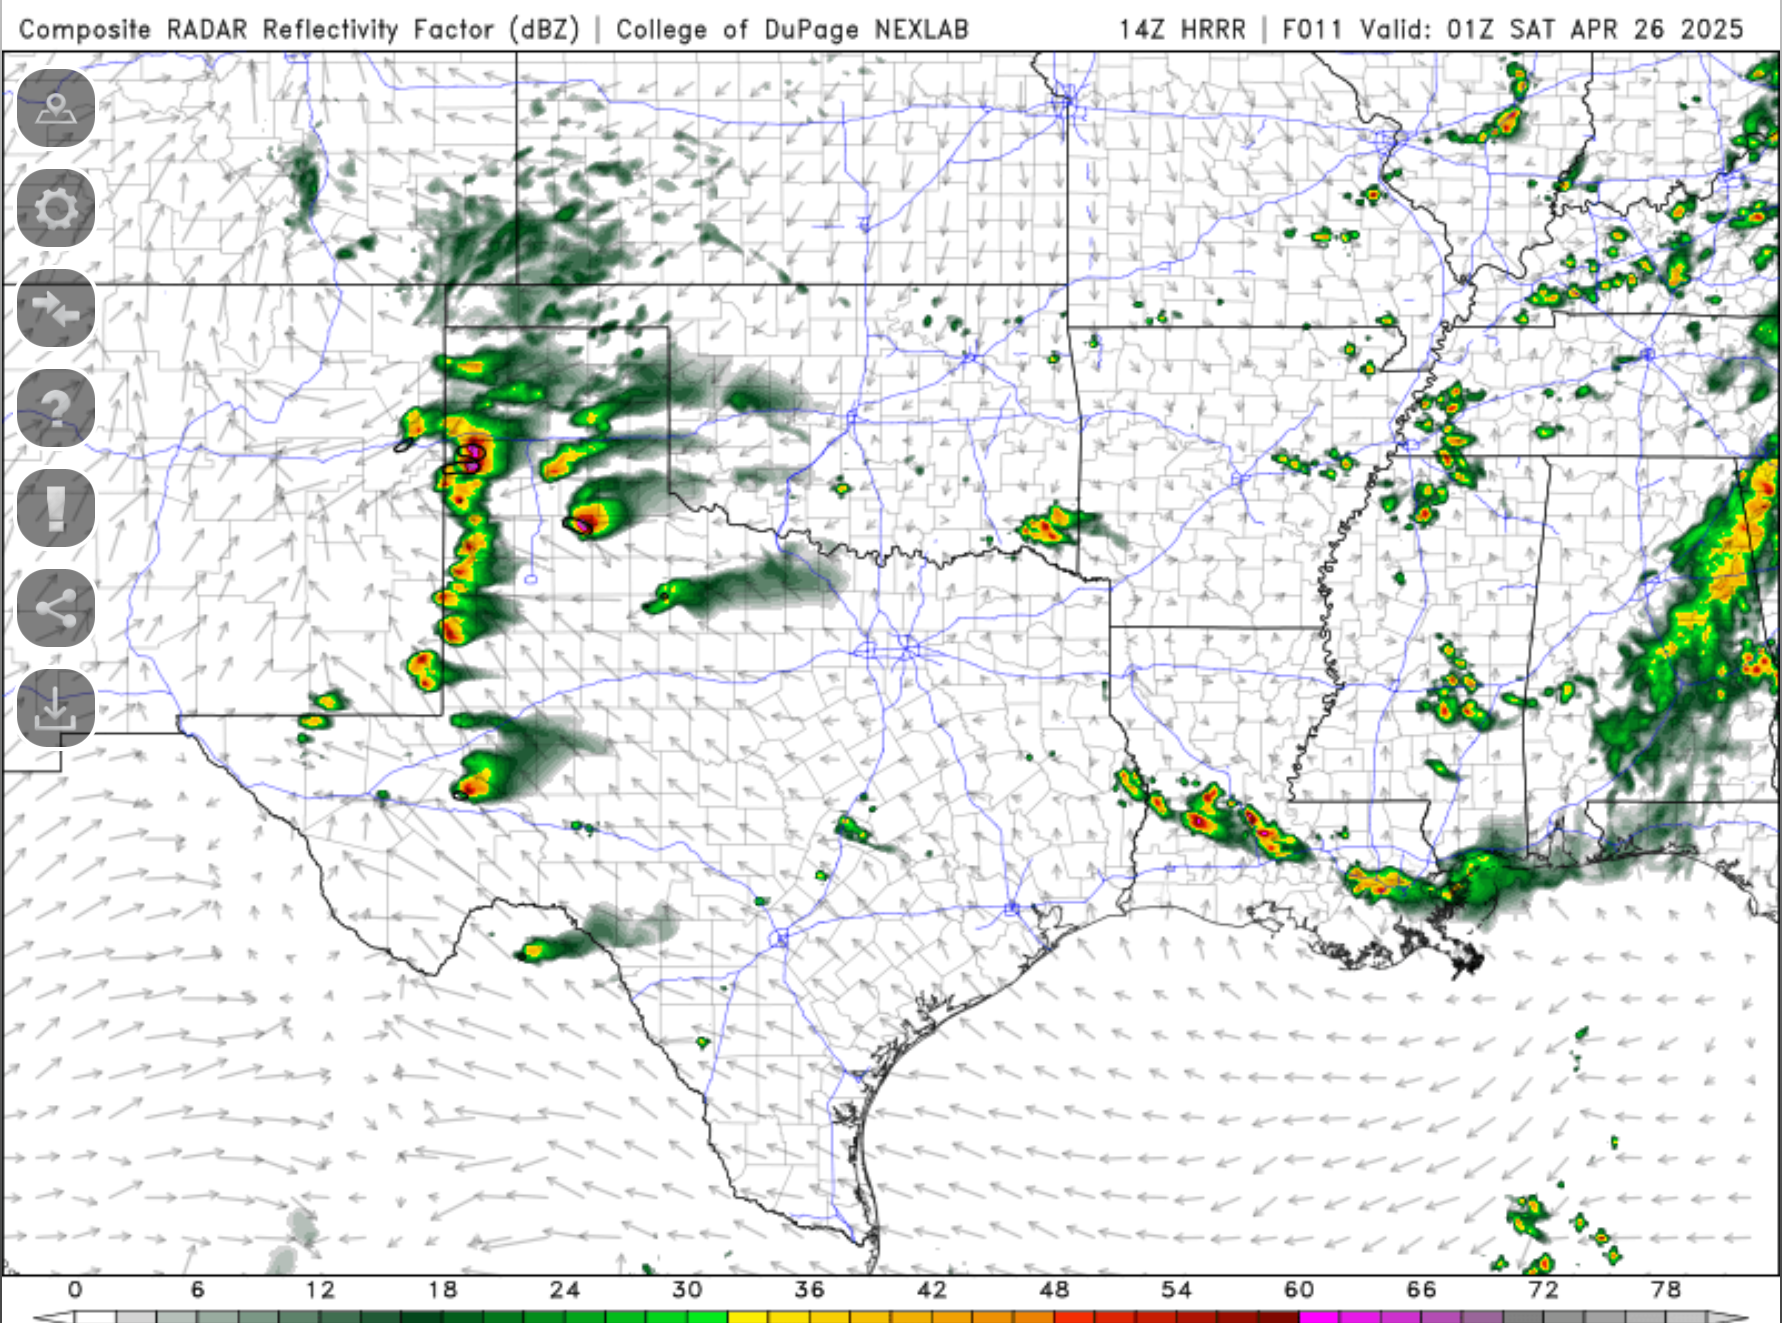 Composite RADAR Reflectivity Factor (dBZ) | College of DuPage NEXLAB
14Z HRRR | F011 Valid: 01Z SAT APR 26 2025
?
!
0 6 12 18 24 30 36 42 48 54 60 66 72 78